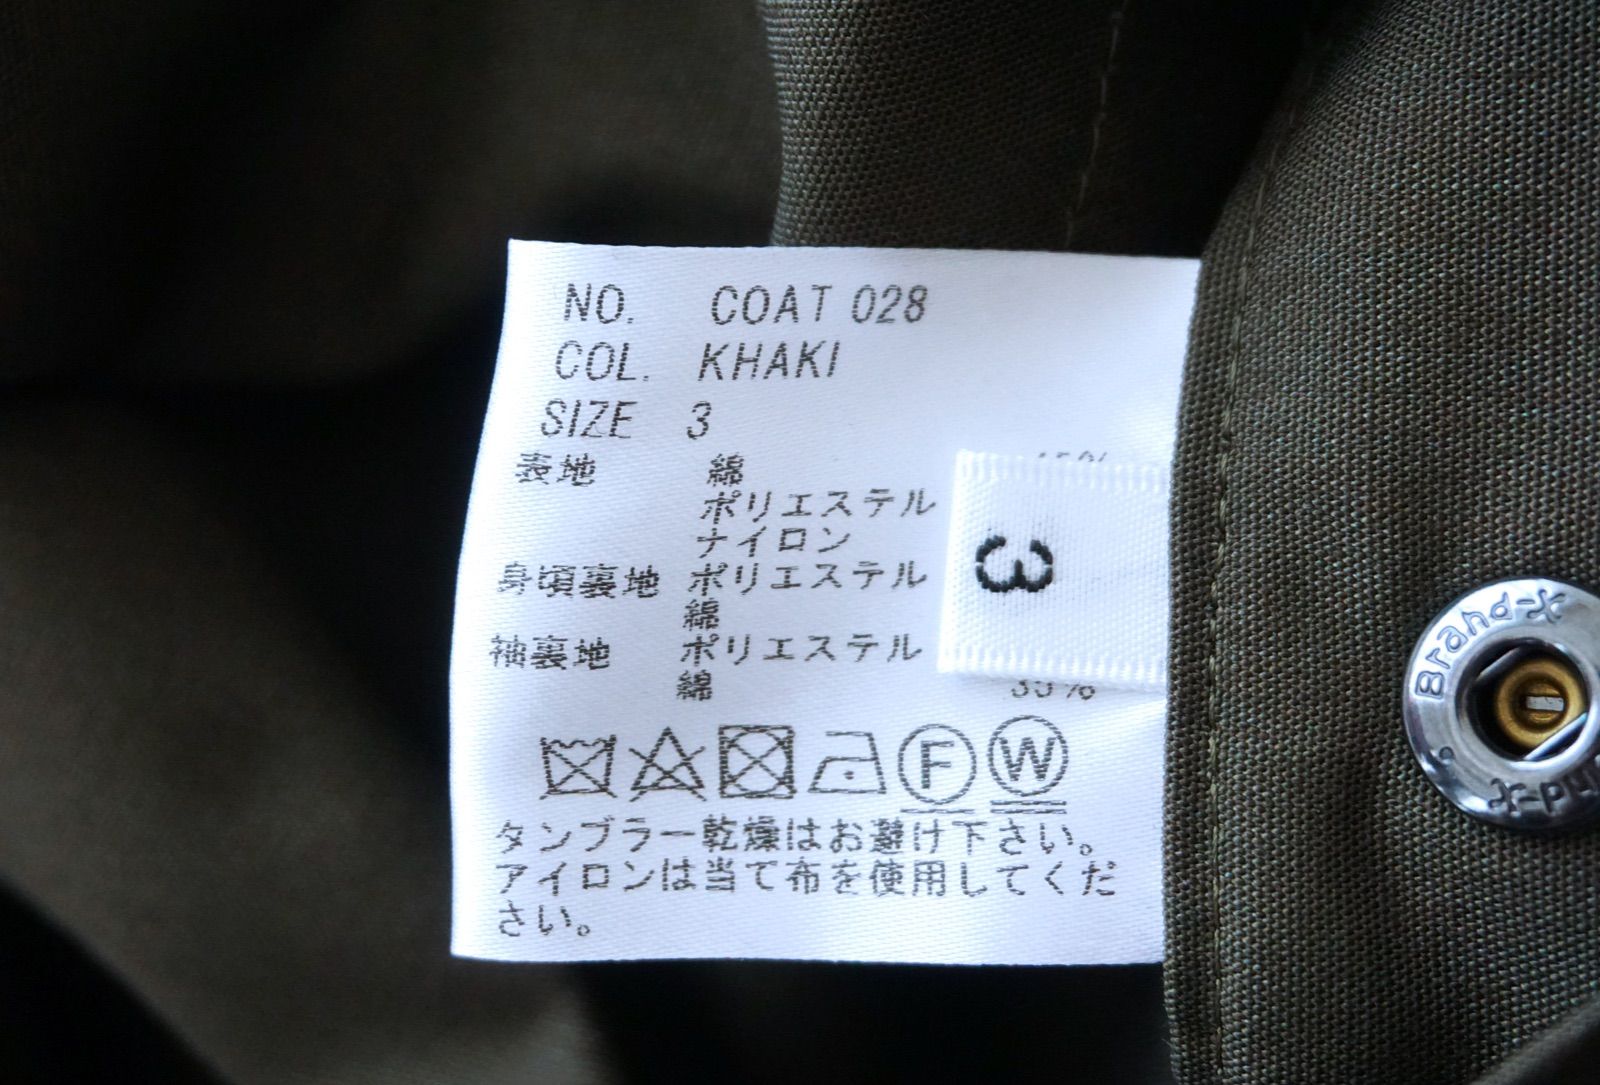 NO. COAT 028
COL. KHAKI
SIZE 3
表地 綿
ポリエステル
ナイロン
身頃裏地 ポリエステル
綿
袖裏地 ポリエステル
綿 35%
3
F W
タンブラー乾燥はお避け下さい。
アイロンは当て布を使用してくだ
さい。
Brand-X